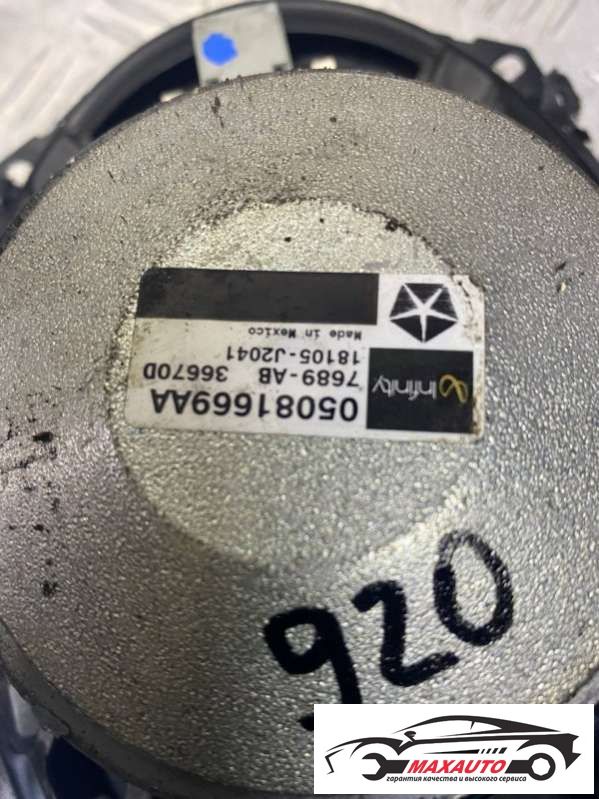 05081669AA
Infinity
7689-AB 36670D
18105-J2041
Made in Mexico
920
MAXAUTO
гарантия качества и высокого сервиса